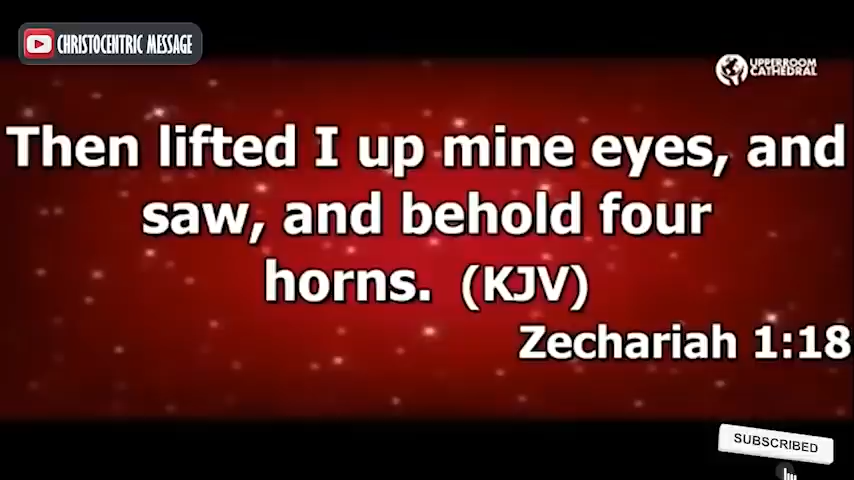 CHRISTOCENTRIC MESSAGE
UPPERROOM
CATHEDRAL
Then lifted I up mine eyes, and
saw, and behold four
horns. (KJV)
Zechariah 1:18
SUBSCRIBED